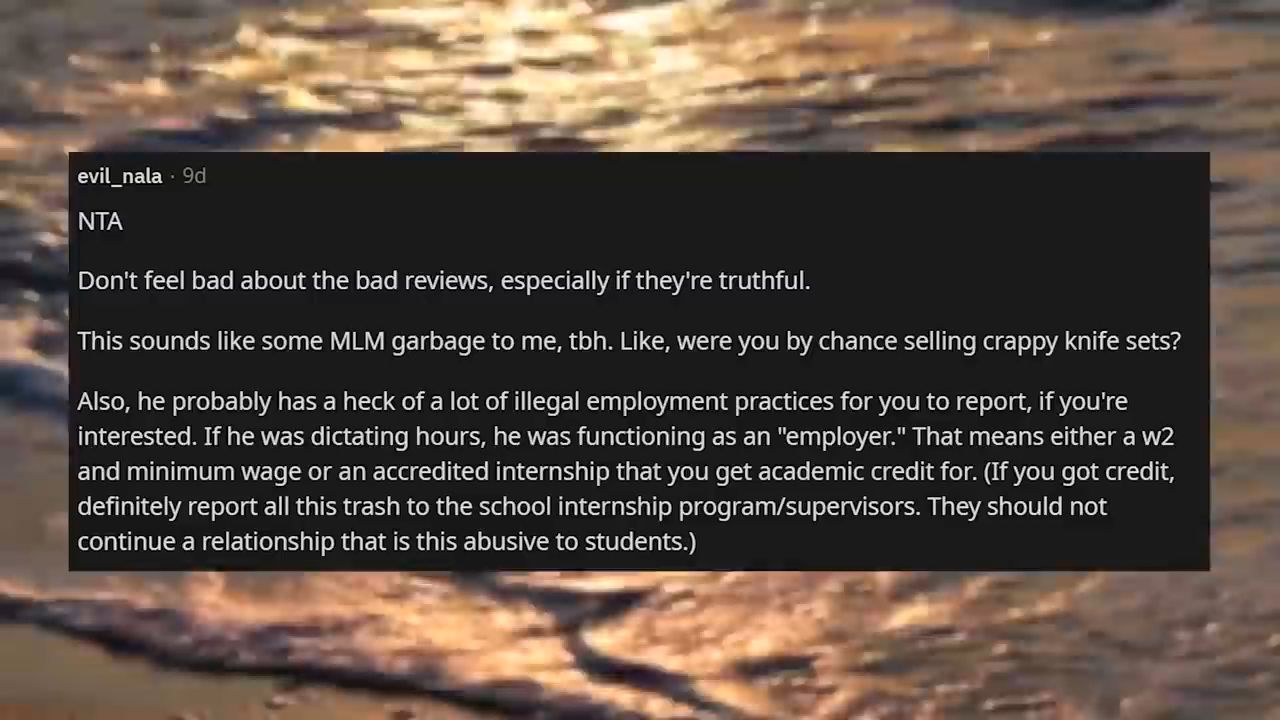 evil_nala · 9d
NTA
Don't feel bad about the bad reviews, especially if they're truthful.
This sounds like some MLM garbage to me, tbh. Like, were you by chance selling crappy knife sets?
Also, he probably has a heck of a lot of illegal employment practices for you to report, if you're
interested. If he was dictating hours, he was functioning as an "employer." That means either a w2
and minimum wage or an accredited internship that you get academic credit for. (If you got credit,
definitely report all this trash to the school internship program/supervisors. They should not
continue a relationship that is this abusive to students.)